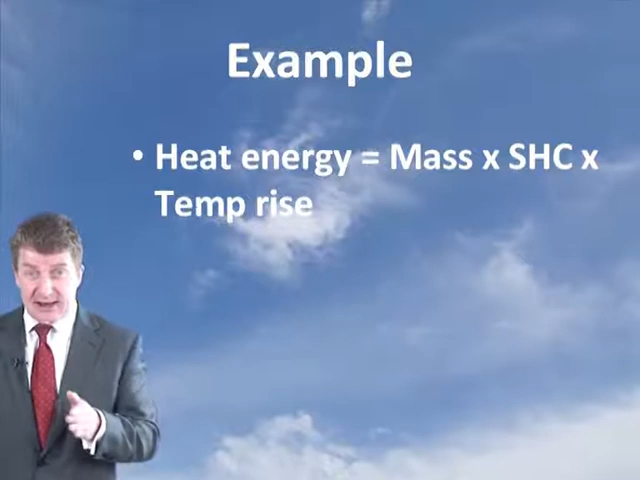 Example
• Heat energy = Mass x SHC x
Temp rise